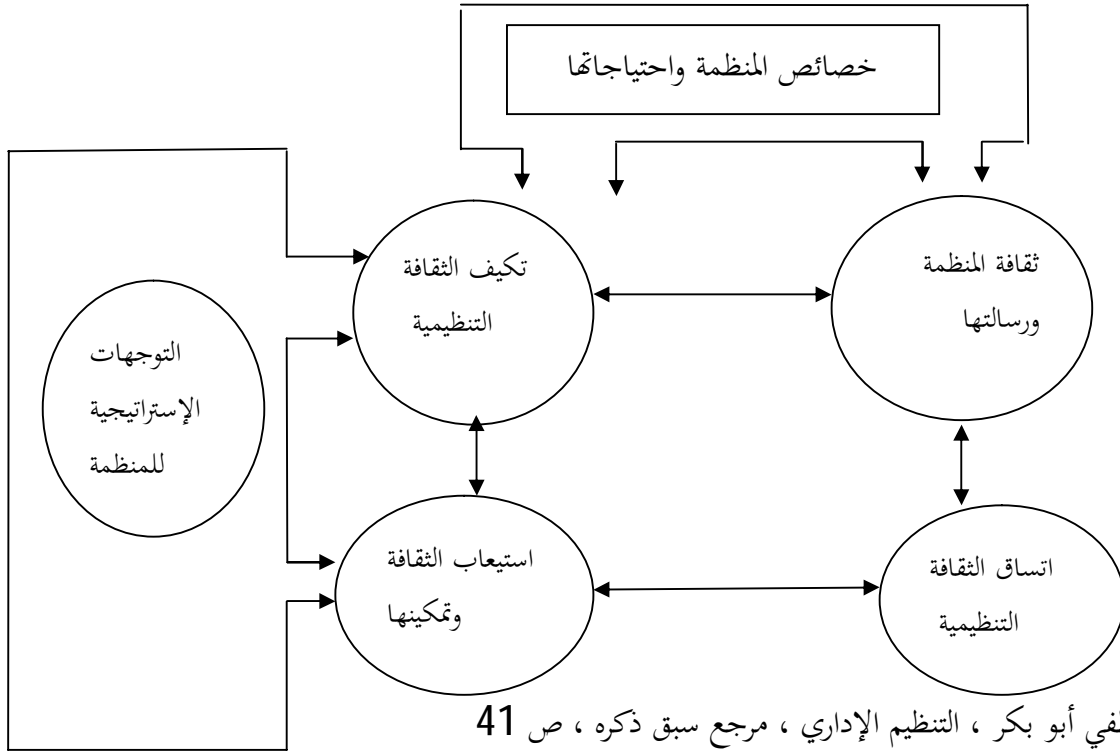 خصائص المنظمة واحتياجاتها
ثقافة المنظمة
ورسالتها
تكيف الثقافة
التنظيمية
التوجهات
الإستراتيجية
للمنظمة
اتساق الثقافة
التنظيمية
استيعاب الثقافة
وتمكينها
أبو بكر ، التنظيم الإداري ، مرجع سبق ذكره ، ص 41